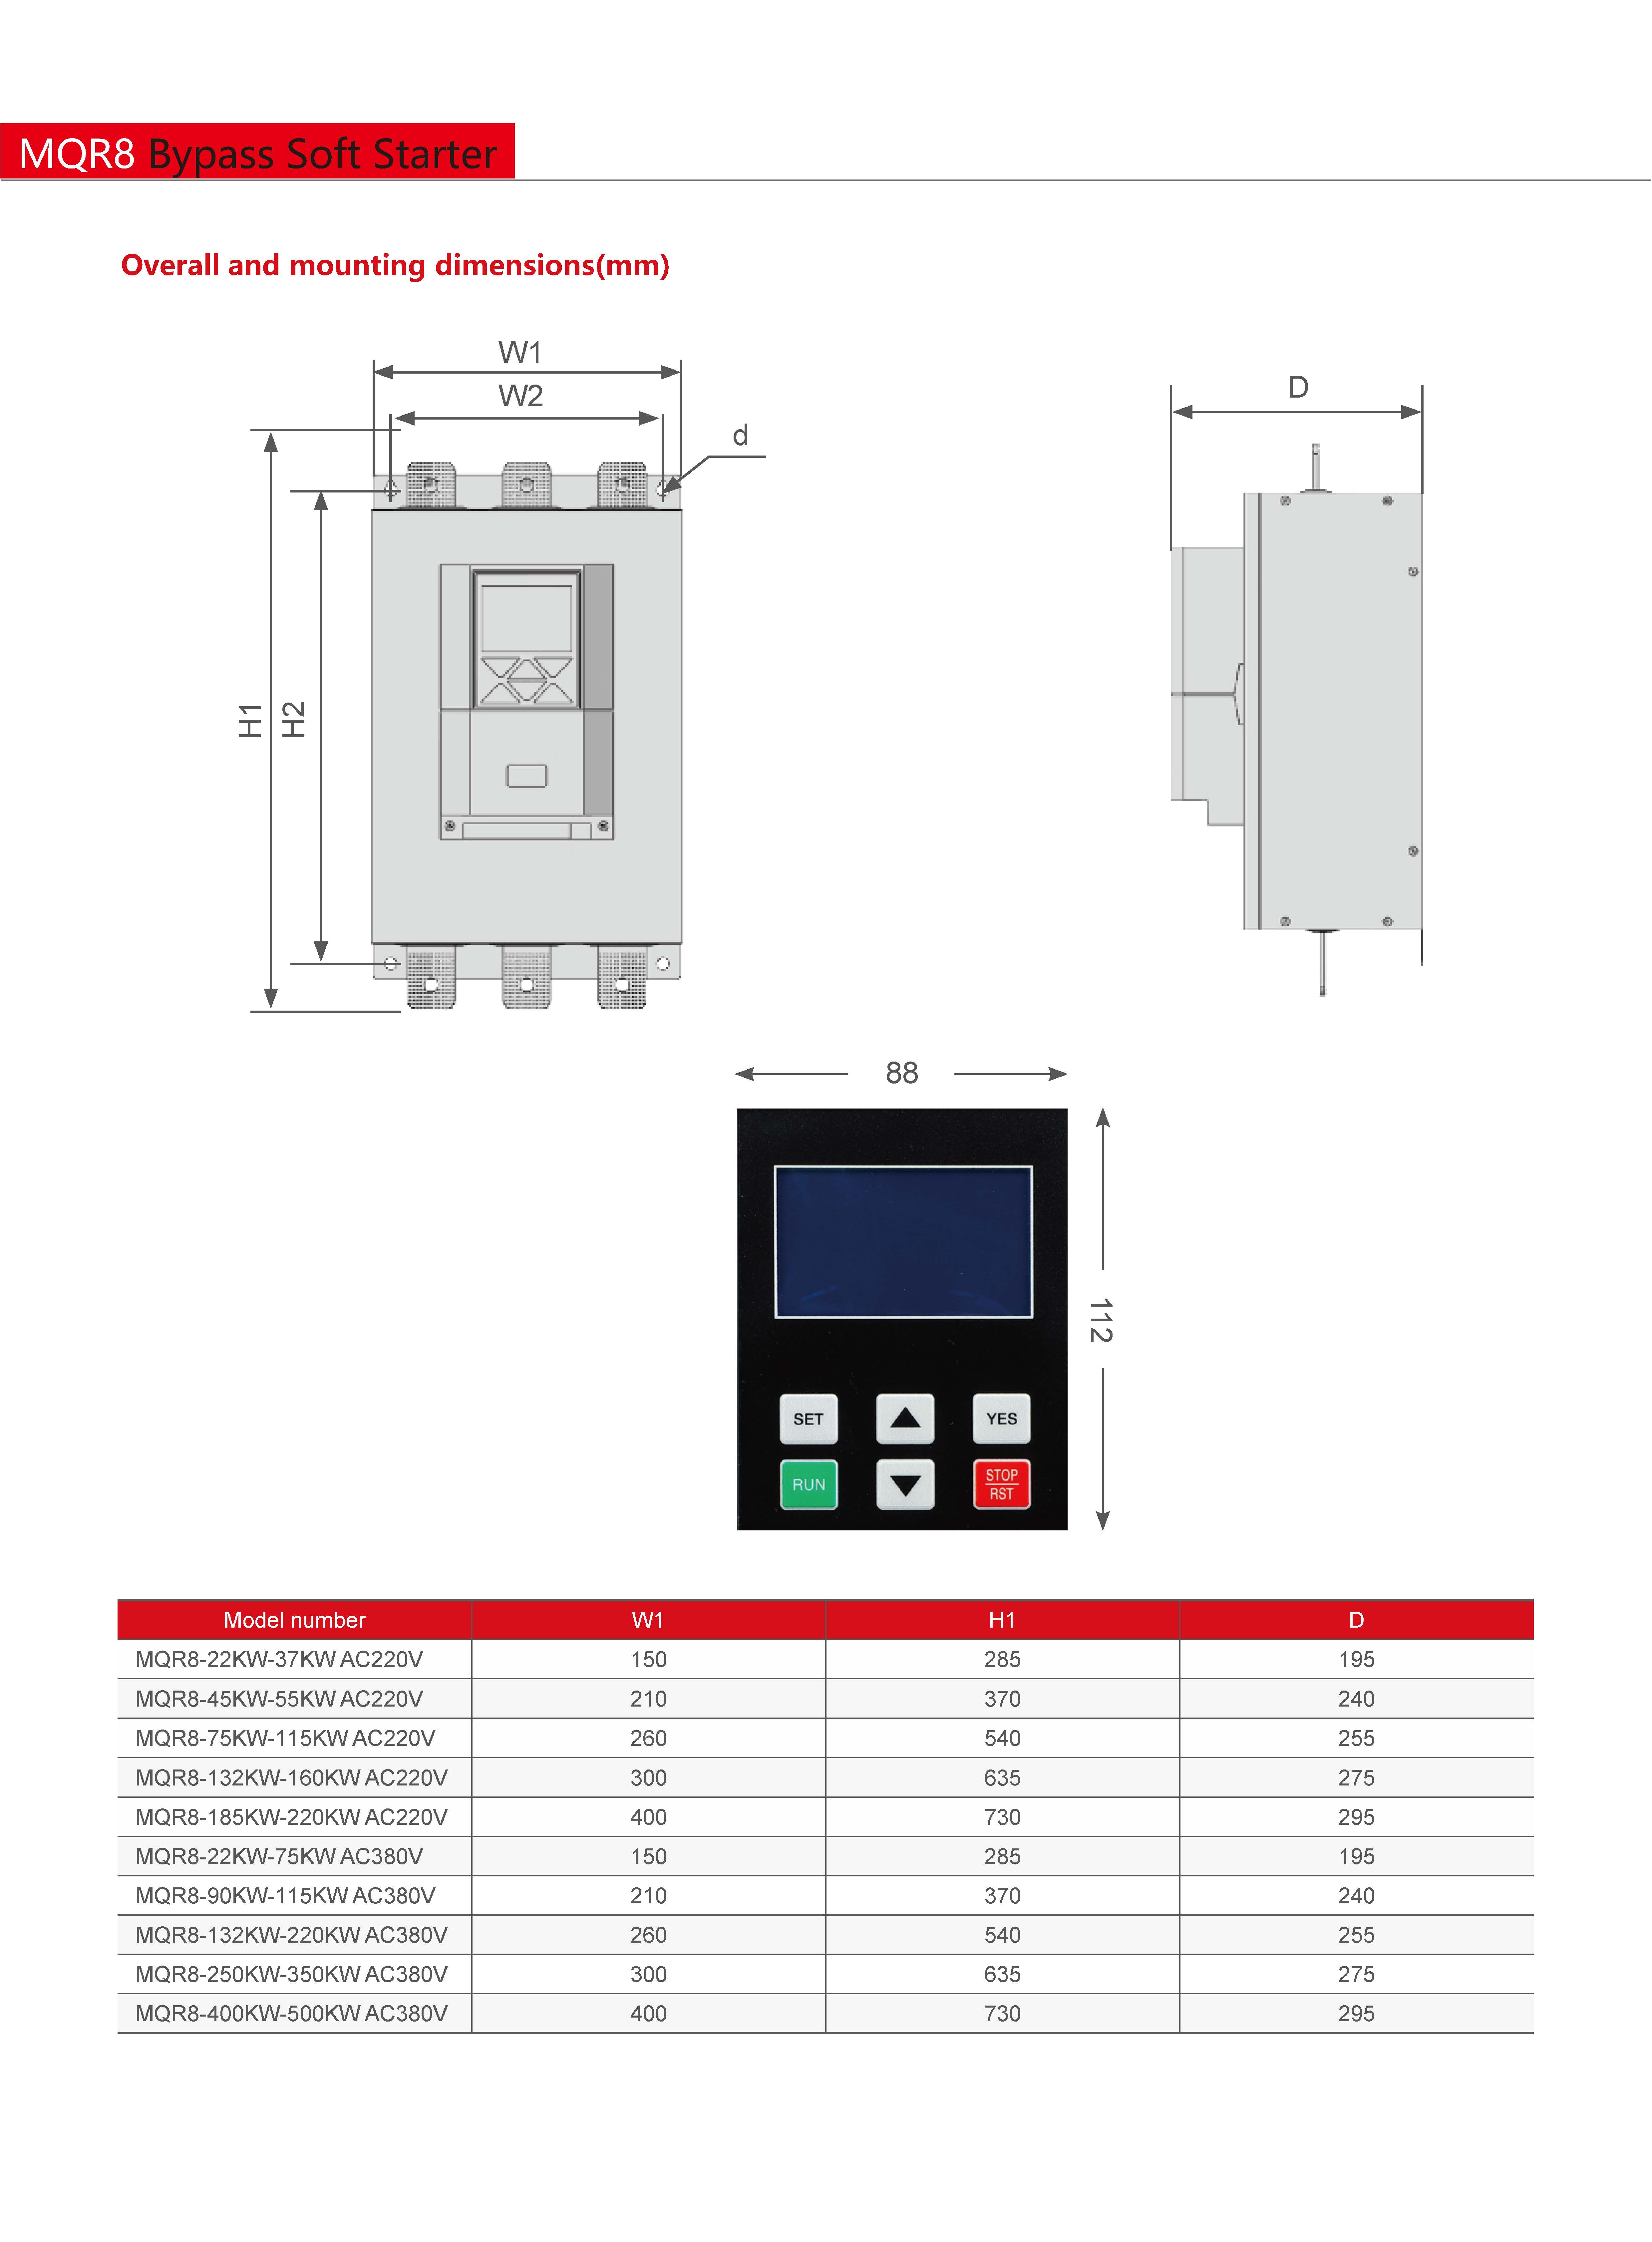 MQR8 Bypass Soft Starter
Overall and mounting dimensions(mm)
W1
W2
d
D
H1
H2
88
112
SET
YES
RUN
STOP
RST
Model number W1 H1 D
MQR8-22KW-37KW AC220V 150 285 195
MQR8-45KW-55KW AC220V 210 370 240
MQR8-75KW-115KW AC220V 260 540 255
MQR8-132KW-160KW AC220V 300 635 275
MQR8-185KW-220KW AC220V 400 730 295
MQR8-22KW-75KW AC380V 150 285 195
MQR8-90KW-115KW AC380V 210 370 240
MQR8-132KW-220KW AC380V 260 540 255
MQR8-250KW-350KW AC380V 300 635 275
MQR8-400KW-500KW AC380V 400 730 295